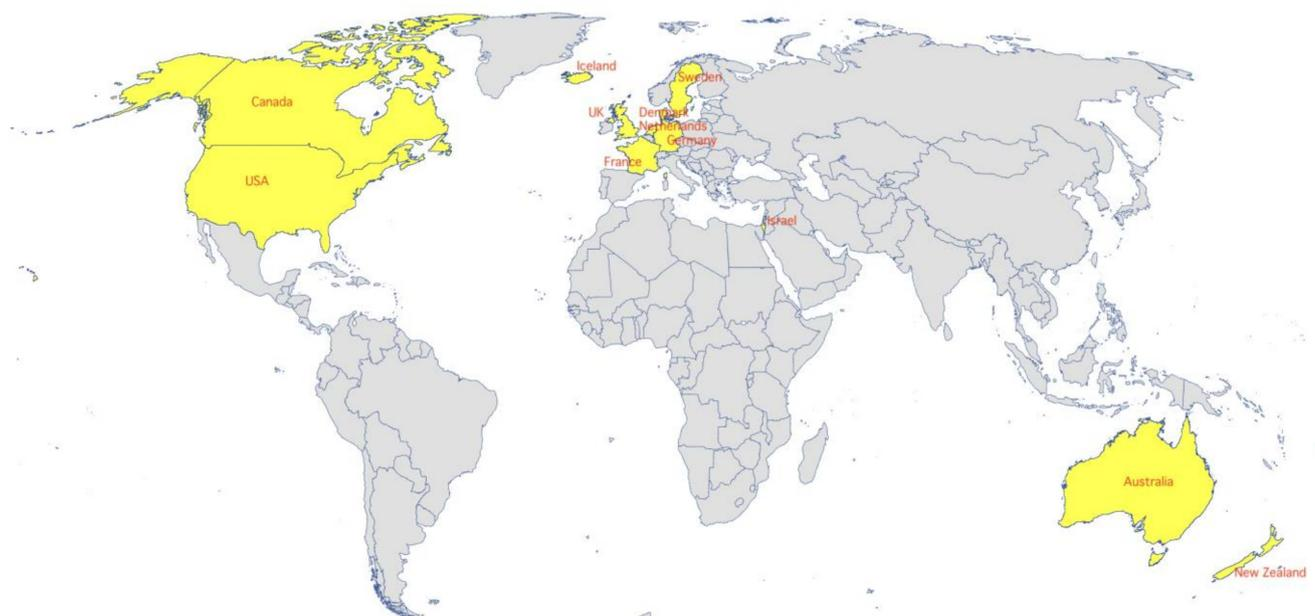 Iceland
Sweden
Canada
UK
Denmark
Netherlands
Germany
France
USA
Israel
Australia
New Zealand